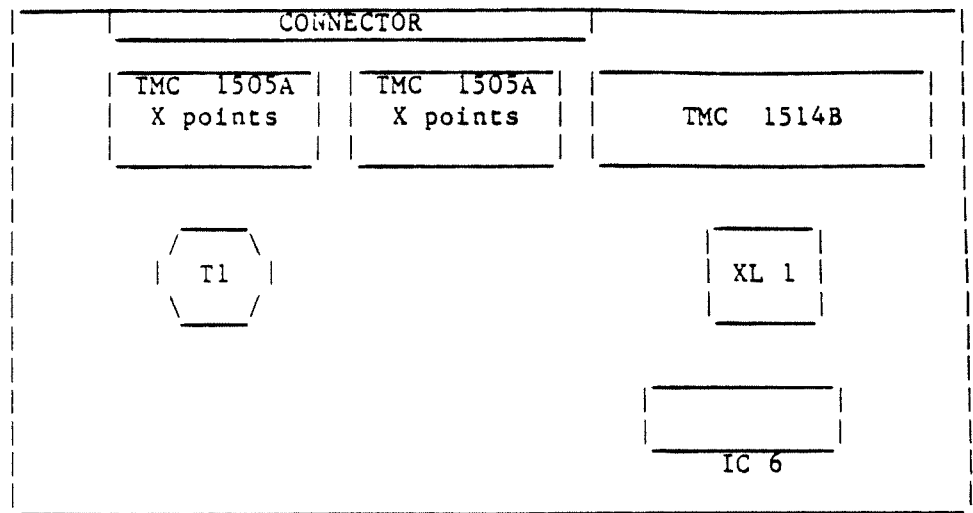 CONNECTOR
TMC 1505A TMC 1505A
X points X points TMC 1514B
T1 XL 1
IC 6